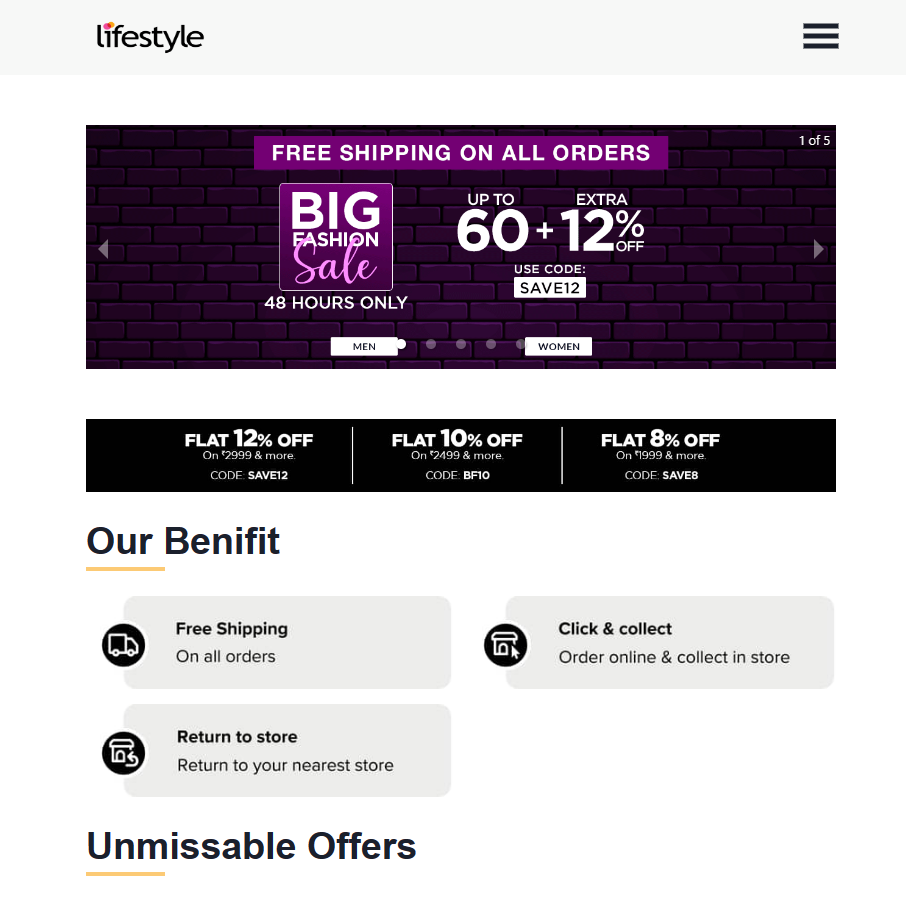 lifestyle
1 of 5
FREE SHIPPING ON ALL ORDERS
BIG
FASHION
Sale
48 HOURS ONLY
UP TO EXTRA
60 + 12% OFF
USE CODE:
SAVE12
MEN WOMEN
FLAT 12% OFF
On ₹2999 & more.
CODE: SAVE12
FLAT 10% OFF
On ₹2499 & more.
CODE: BF10
FLAT 8% OFF
On ₹1999 & more.
CODE: SAVE8
Our Benifit
Free Shipping
On all orders
Click & collect
Order online & collect in store
Return to store
Return to your nearest store
Unmissable Offers